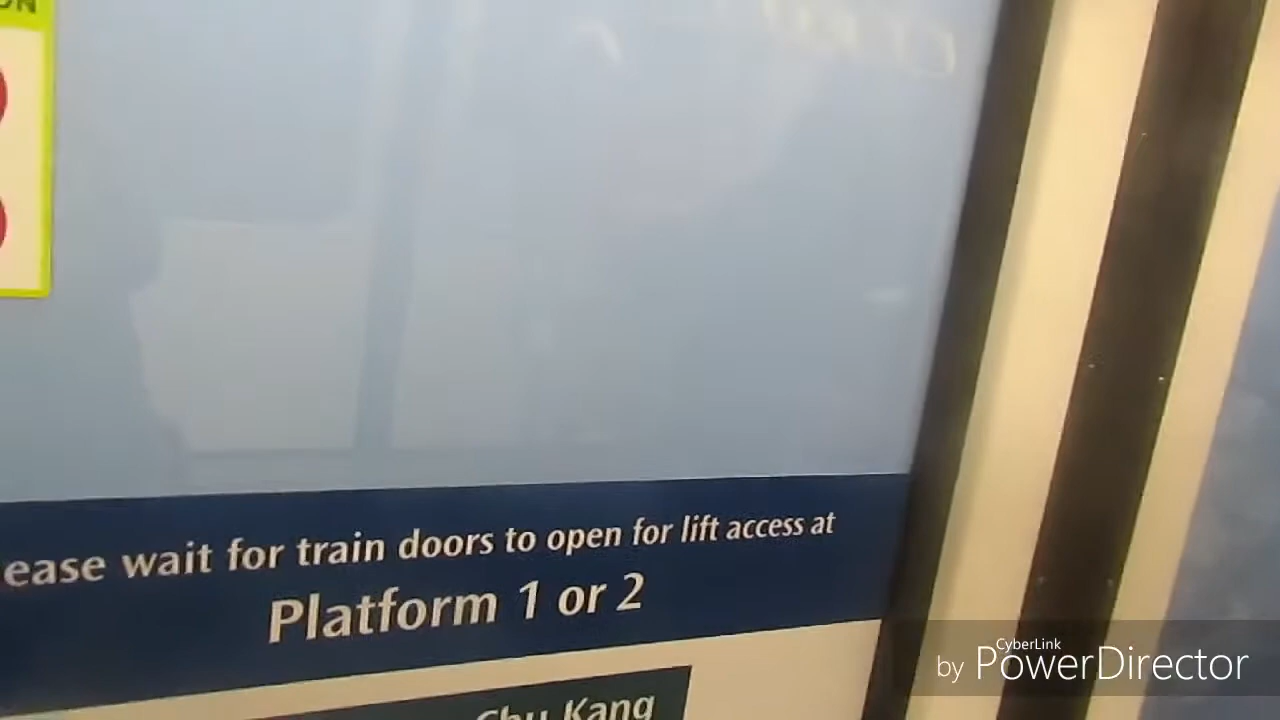 ON
ease wait for train doors to open for lift access at
Platform 1 or 2
Chu Kang
CyberLink
by PowerDirector